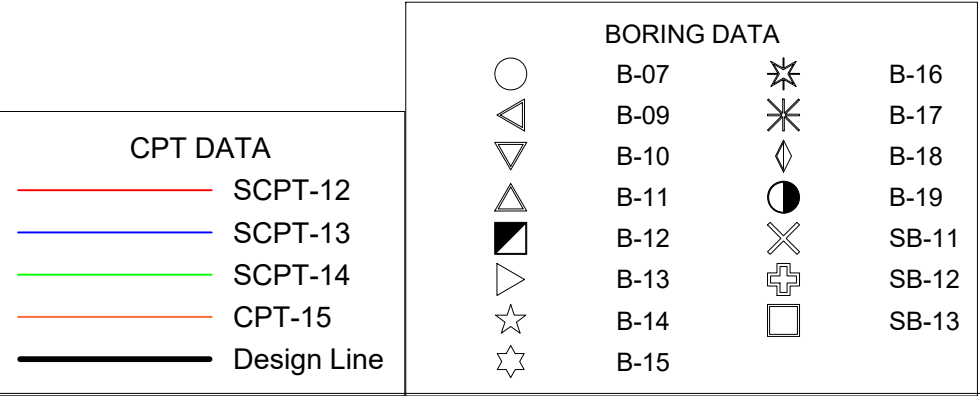 CPT DATA
SCPT-12
SCPT-13
SCPT-14
CPT-15
Design Line
BORING DATA
B-07
B-09
B-10
B-11
B-12
B-13
B-14
B-15
B-16
B-17
B-18
B-19
SB-11
SB-12
SB-13